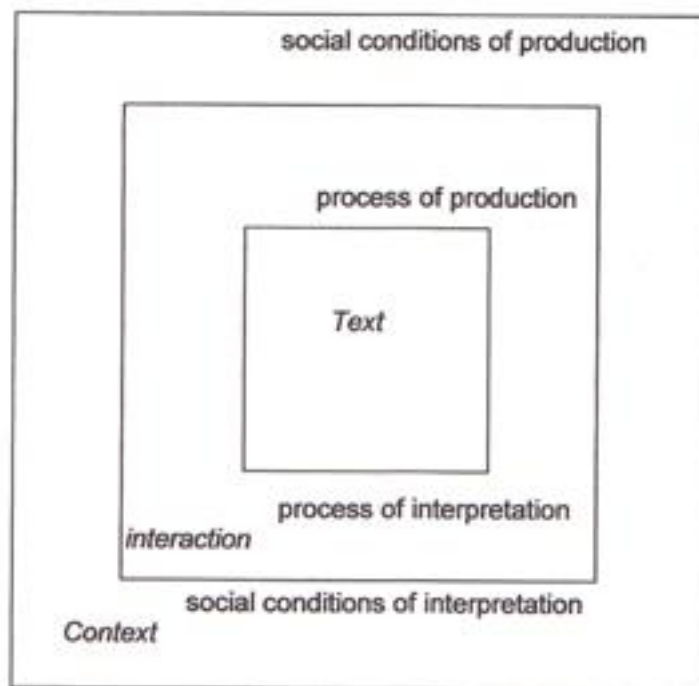 social conditions of production
process of production
Text
process of interpretation
interaction
social conditions of interpretation
Context